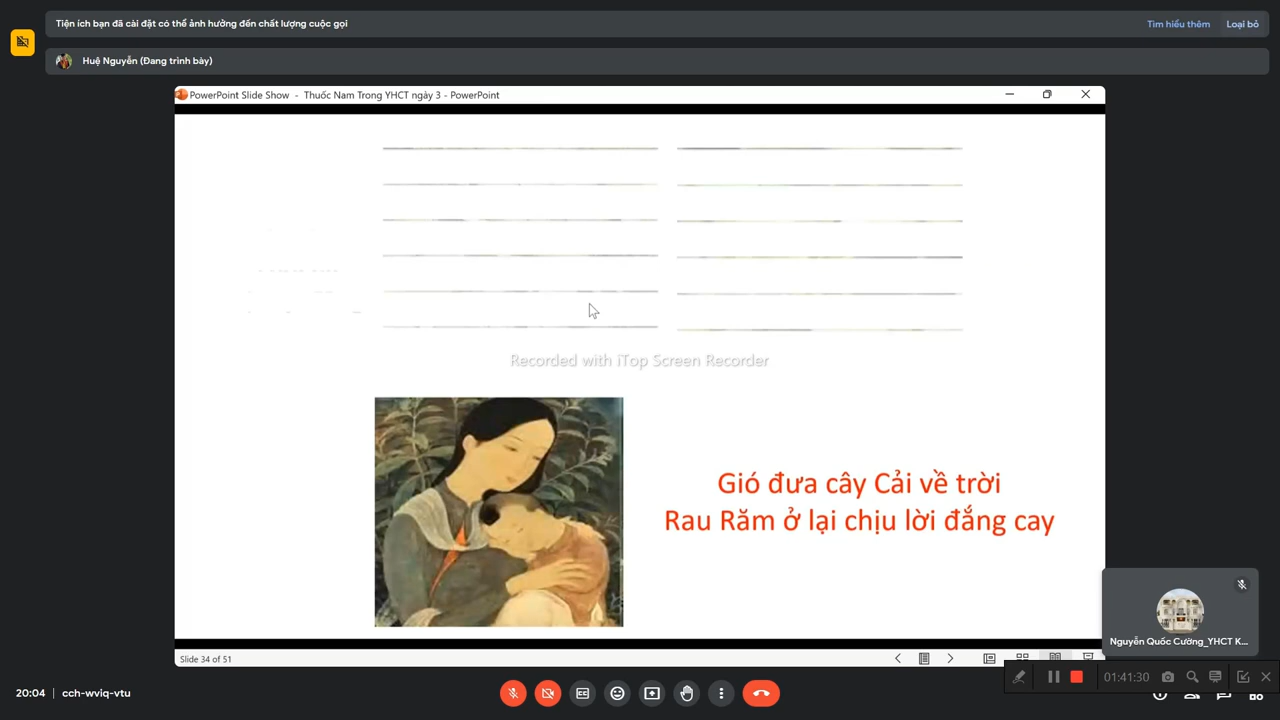 Tiện ích bạn đã cài đặt có thể ảnh hưởng đến chất lượng cuộc gọi
Tìm hiểu thêm
Loại bỏ
Huệ Nguyễn (Đang trình bày)
PowerPoint Slide Show - Thuốc Nam Trong YHCT ngày 3 - PowerPoint
Recorded with iTop Screen Recorder
Gió đưa cây Cải về trời
Rau Răm ở lại chịu lời đắng cay
Nguyễn Quốc Cường_YHCT K...
Slide 34 of 51
01:41:30
20:04
cch-wviq-vtu